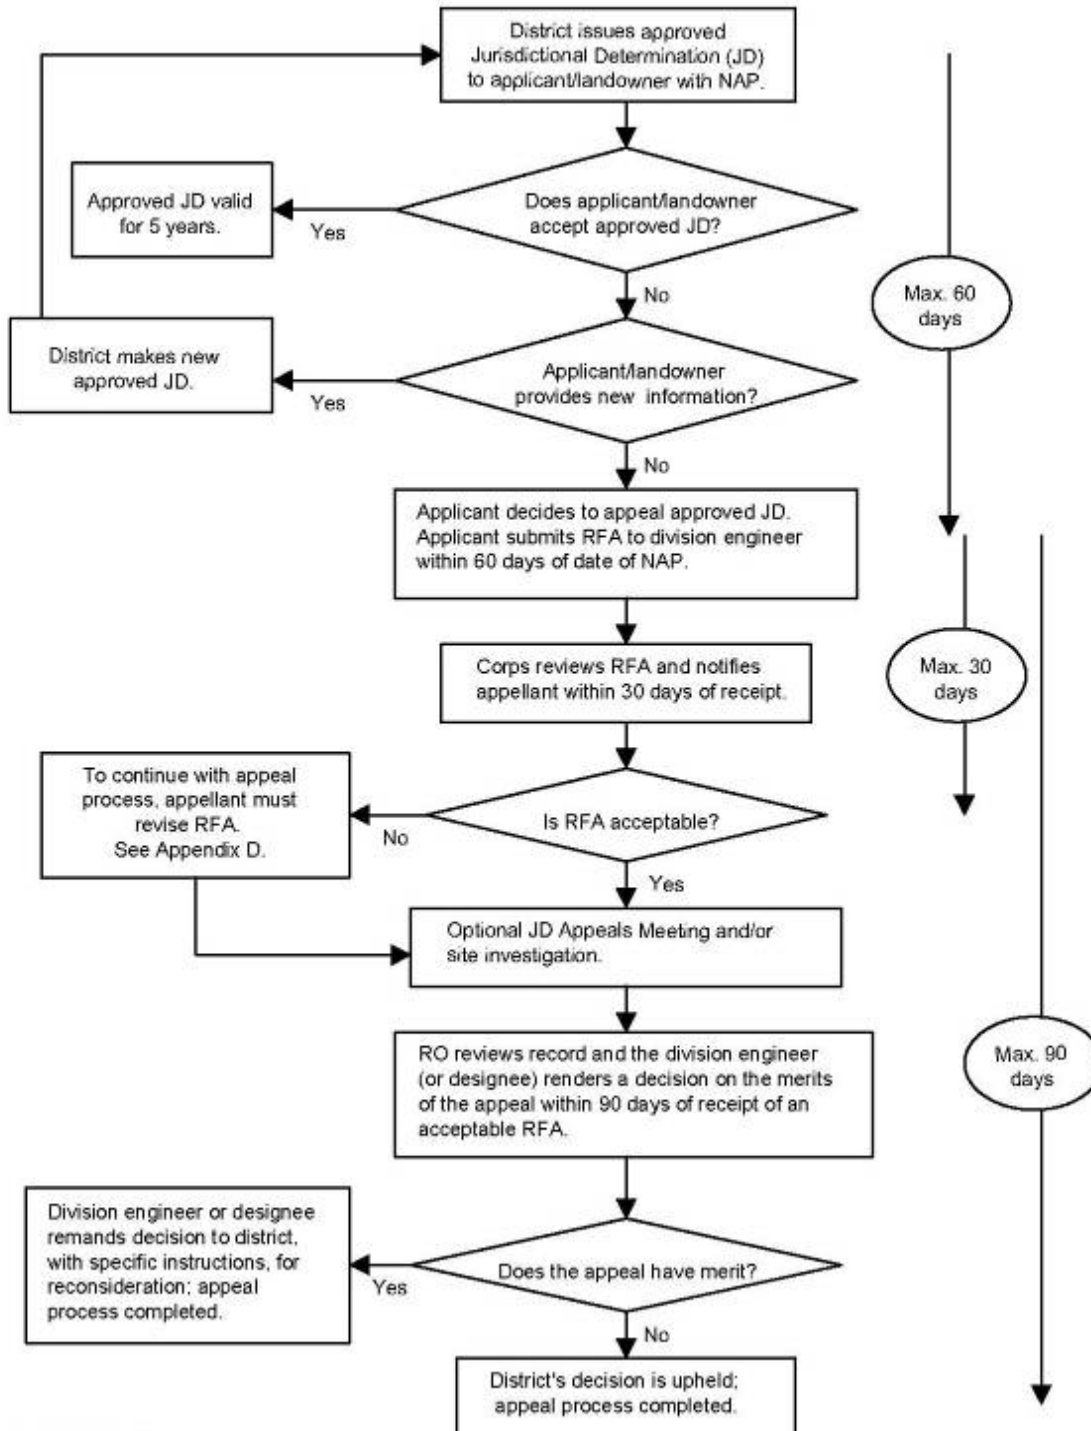 District issues approved
Jurisdictional Determination (JD)
to applicant/landowner with NAP.
Does applicant/landowner
accept approved JD?
Yes
Approved JD valid
for 5 years.
No
Max. 60
days
Applicant/landowner
provides new information?
Yes
District makes new
approved JD.
No
Applicant decides to appeal approved JD.
Applicant submits RFA to division engineer
within 60 days of date of NAP.
Corps reviews RFA and notifies
appellant within 30 days of receipt.
Max. 30
days
Is RFA acceptable?
No
To continue with appeal
process, appellant must
revise RFA.
See Appendix D.
Yes
Optional JD Appeals Meeting and/or
site investigation.
RO reviews record and the division engineer
(or designee) renders a decision on the merits
of the appeal within 90 days of receipt of an
acceptable RFA.
Max. 90
days
Does the appeal have merit?
Yes
Division engineer or designee
remands decision to district,
with specific instructions, for
reconsideration; appeal
process completed.
No
District's decision is upheld;
appeal process completed.